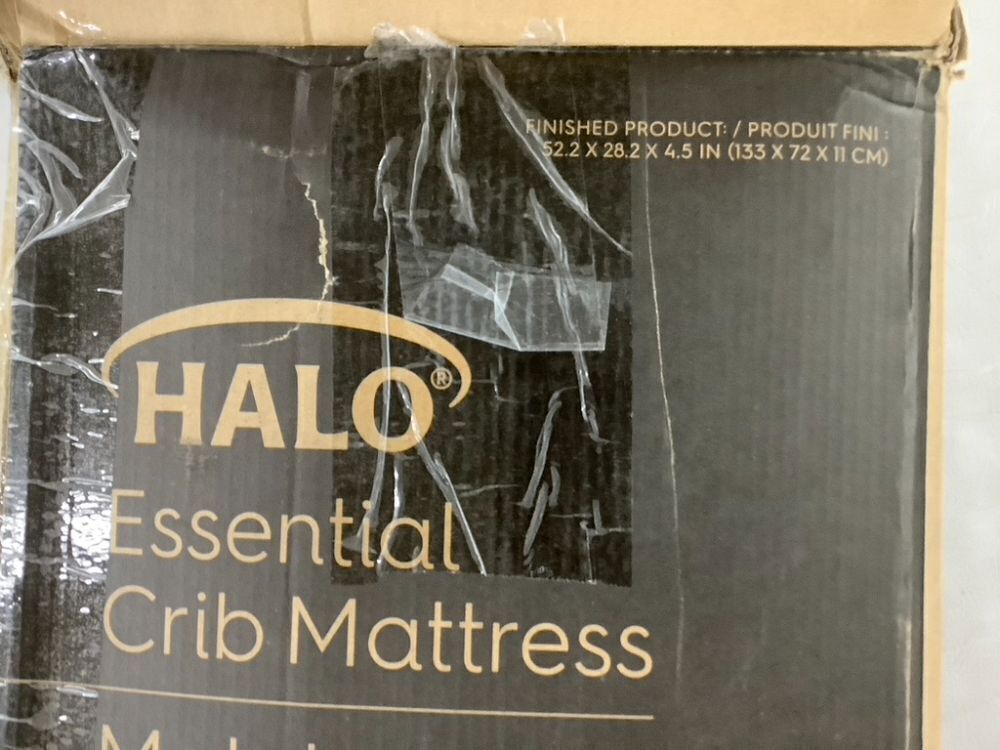 FINISHED PRODUCT: / PRODUIT FINI :
52.2 X 28.2 X 4.5 IN (133 X 72 X 11 CM)
HALO®
Essential
Crib Mattress